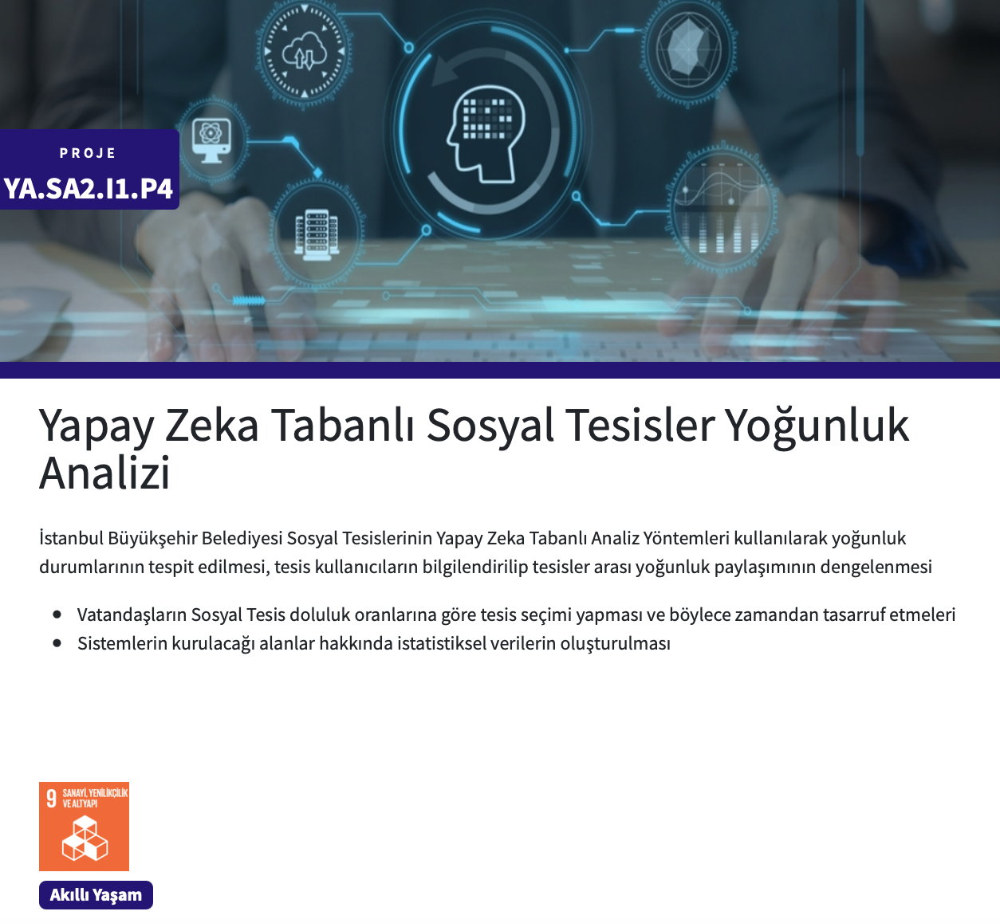 PROJE
YA.SA2.I1.P4
Yapay Zeka Tabanlı Sosyal Tesisler Yoğunluk
Analizi
İstanbul Büyükşehir Belediyesi Sosyal Tesislerinin Yapay Zeka Tabanlı Analiz Yöntemleri kullanılarak yoğunluk
durumlarının tespit edilmesi, tesis kullanıcıların bilgilendirilip tesisler arası yoğunluk paylaşımının dengelenmesi
● Vatandaşların Sosyal Tesis doluluk oranlarına göre tesis seçimi yapması ve böylece zamandan tasarruf etmeleri
● Sistemlerin kurulacağı alanlar hakkında istatistiksel verilerin oluşturulması
9 SANAYİ, YENİLİKÇİLİK
VE ALTYAPI
Akıllı Yaşam